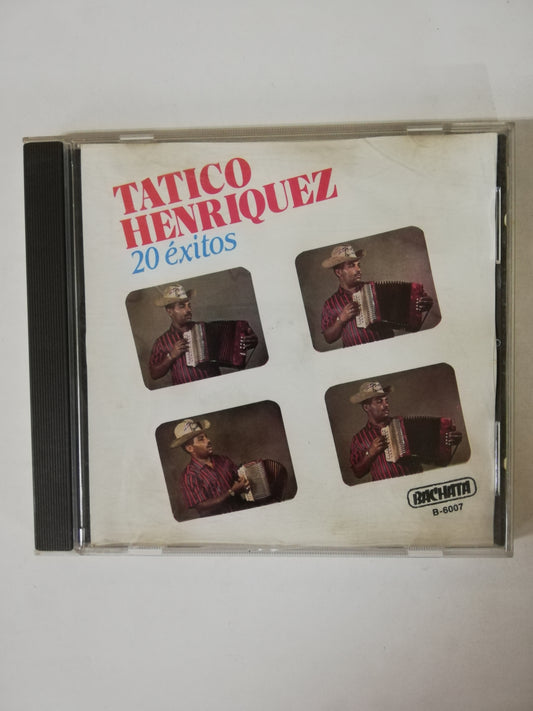 TATICO
HENRIQUEZ
20 éxitos
BACHATA
B-6007